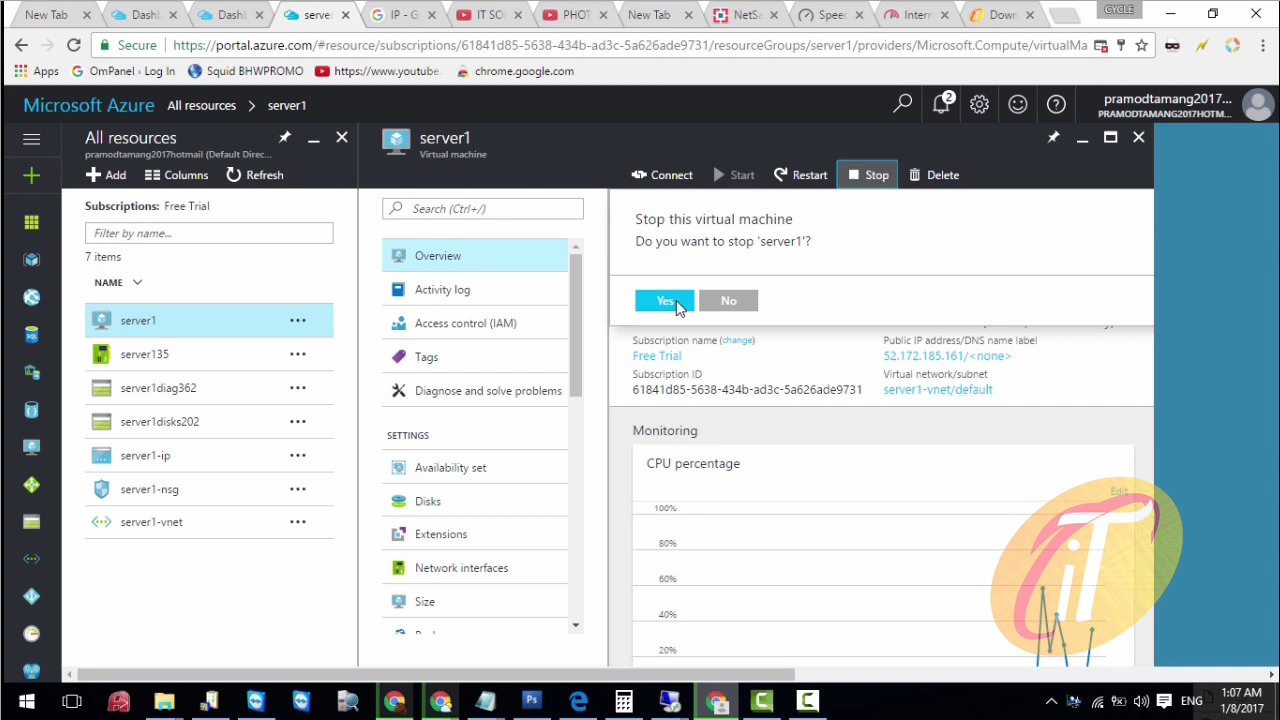 New Tab
Dashb
Dashb
server
IP - G
IT SOL
PHOT
New Tab
NetSa
Speed
Intern
Down
CYCLE
Secure
https://portal.azure.com/#resource/subscriptions/61841d85-5638-434b-ad3c-5a626ade9731/resourceGroups/server1/providers/Microsoft.Compute/virtualMa
Apps
OmPanel › Log In
Squid BHWPROMO
https://www.youtube.
chrome.google.com
Microsoft Azure
All resources
server1
2
pramodtamang2017...
PRAMODTAMANG2017HOTM...
All resources
pramodtamang2017hotmail (Default Direc...
Add
Columns
Refresh
Subscriptions: Free Trial
Filter by name...
7 items
NAME
server1
server135
server1diag362
server1disks202
server1-ip
server1-nsg
server1-vnet
server1
Virtual machine
Search (Ctrl+/)
Overview
Activity log
Access control (IAM)
Tags
Diagnose and solve problems
SETTINGS
Availability set
Disks
Extensions
Network interfaces
Size
Connect
Start
Restart
Stop
Delete
Stop this virtual machine
Do you want to stop 'server1'?
Yes
No
Subscription name (change)
Free Trial
Subscription ID
61841d85-5638-434b-ad3c-5a626ade9731
Public IP address/DNS name label
52.172.185.161/<none>
Virtual network/subnet
server1-vnet/default
Monitoring
CPU percentage
Edit
100%
80%
60%
40%
20%
iT
Ps
ENG
1:07 AM
1/8/2017